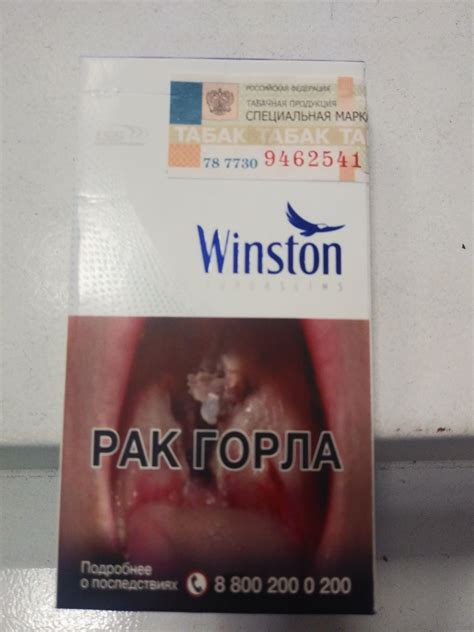 РОССИЙСКАЯ ФЕДЕРАЦИЯ
ТАБАЧНАЯ ПРОДУКЦИЯ
СПЕЦИАЛЬНАЯ МАРК
ТАБАК ТАБАК ТА
78 7730 9462541
Winston
SUPERSLIMS
РАК ГОРЛА
Подробнее
о последствиях 8 800 200 0 200